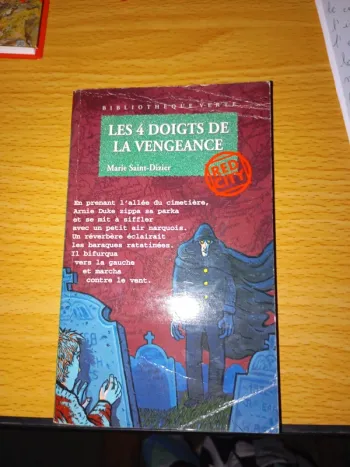 BIBLIOTHEQUE VERTE
LES 4 DOIGTS DE
LA VENGEANCE
Marie Saint-Dizier
RED
CITY
En prenant l'allée du cimetière,
Arnie Duke zippa sa parka
et se mit à siffler
avec un petit air narquois.
Un réverbère éclairait
les baraques ratatinées.
Il bifurqua
vers la gauche
et marcha
contre le vent.